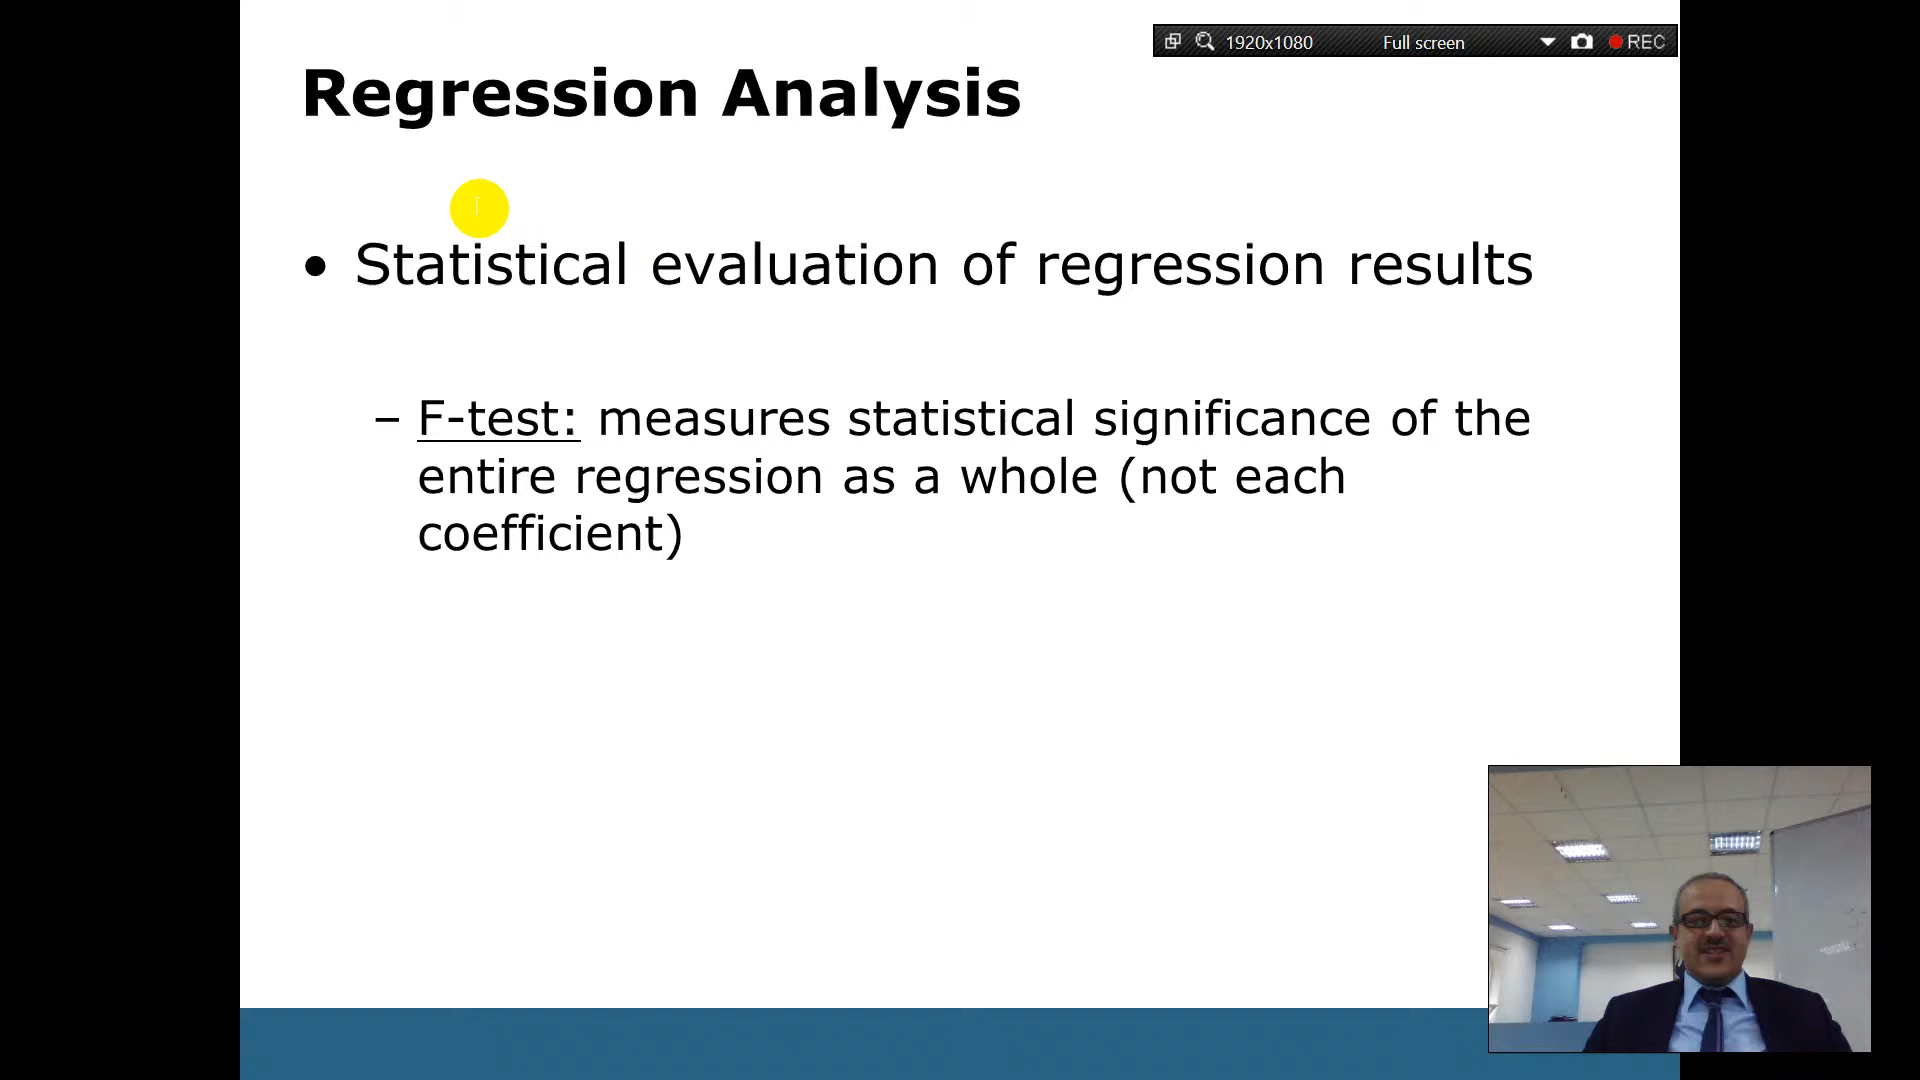 1920x1080 Full screen REC
Regression Analysis
• Statistical evaluation of regression results
– F-test: measures statistical significance of the
entire regression as a whole (not each
coefficient)